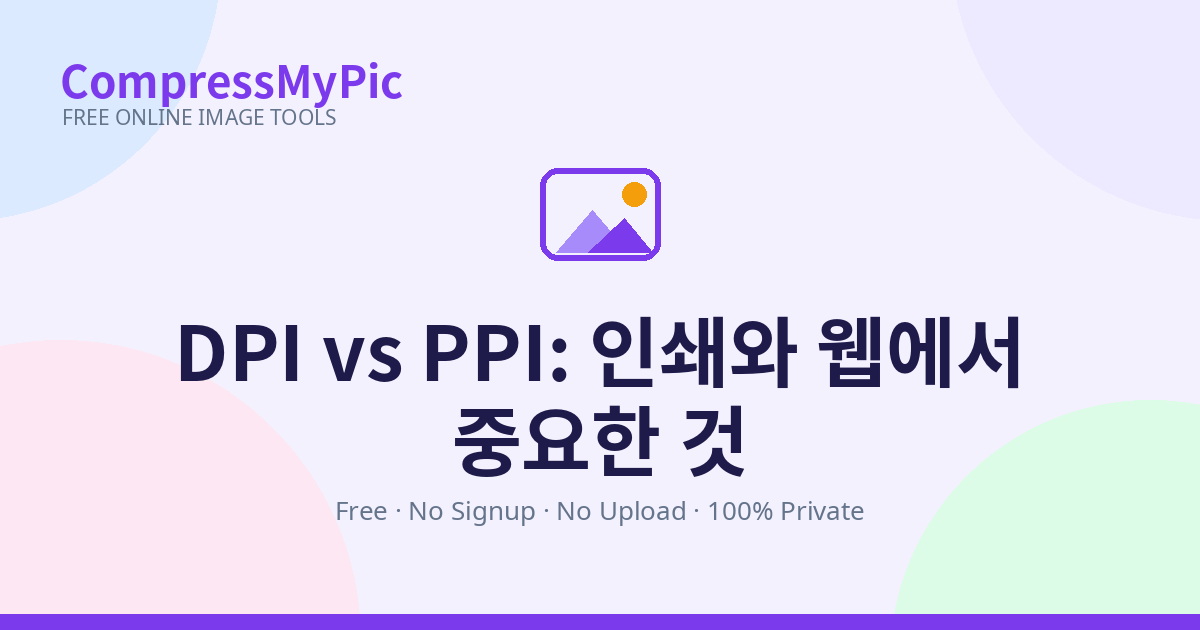 CompressMyPic
FREE ONLINE IMAGE TOOLS
DPI vs PPI: 인쇄와 웹에서
중요한 것
Free · No Signup · No Upload · 100% Private